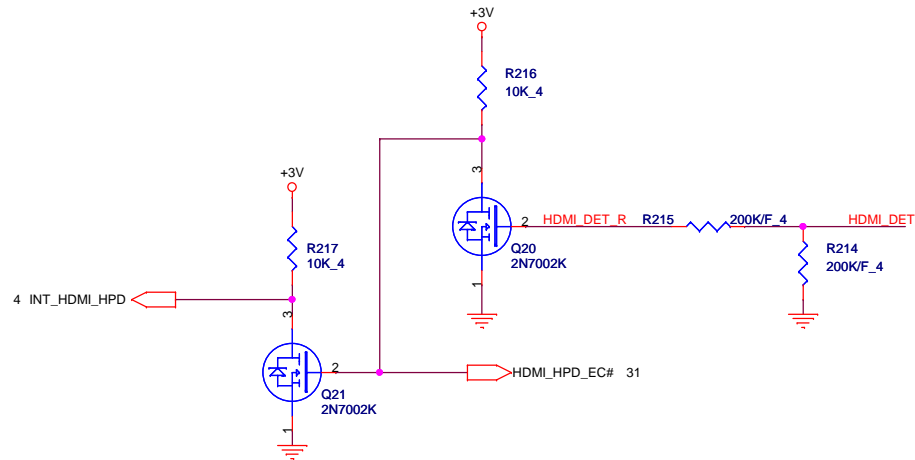 +3V
R216
10K_4
3
+3V
2
HDMI_DET_R
R215
200K/F_4
HDMI_DET
R217
10K_4
Q20
2N7002K
R214
200K/F_4
1
4 INT_HDMI_HPD
3
2
HDMI_HPD_EC# 31
Q21
2N7002K
1